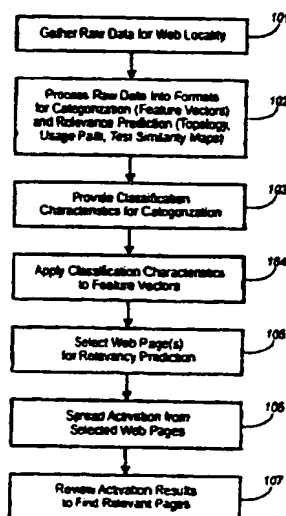 101
Gather Raw Data for Web Locality
102
Process Raw Data Into Formats
for Categorization (Feature Vectors)
and Relevance Prediction (Topology,
Usage Path, Text Similarity Maps)
103
Provide Classification
Characteristics for Categorization
104
Apply Classification Characteristics
to Feature Vectors
105
Select Web Page(s)
for Relevancy Prediction
106
Spread Activation from
Selected Web Pages
107
Review Activation Results
to Find Relevant Pages